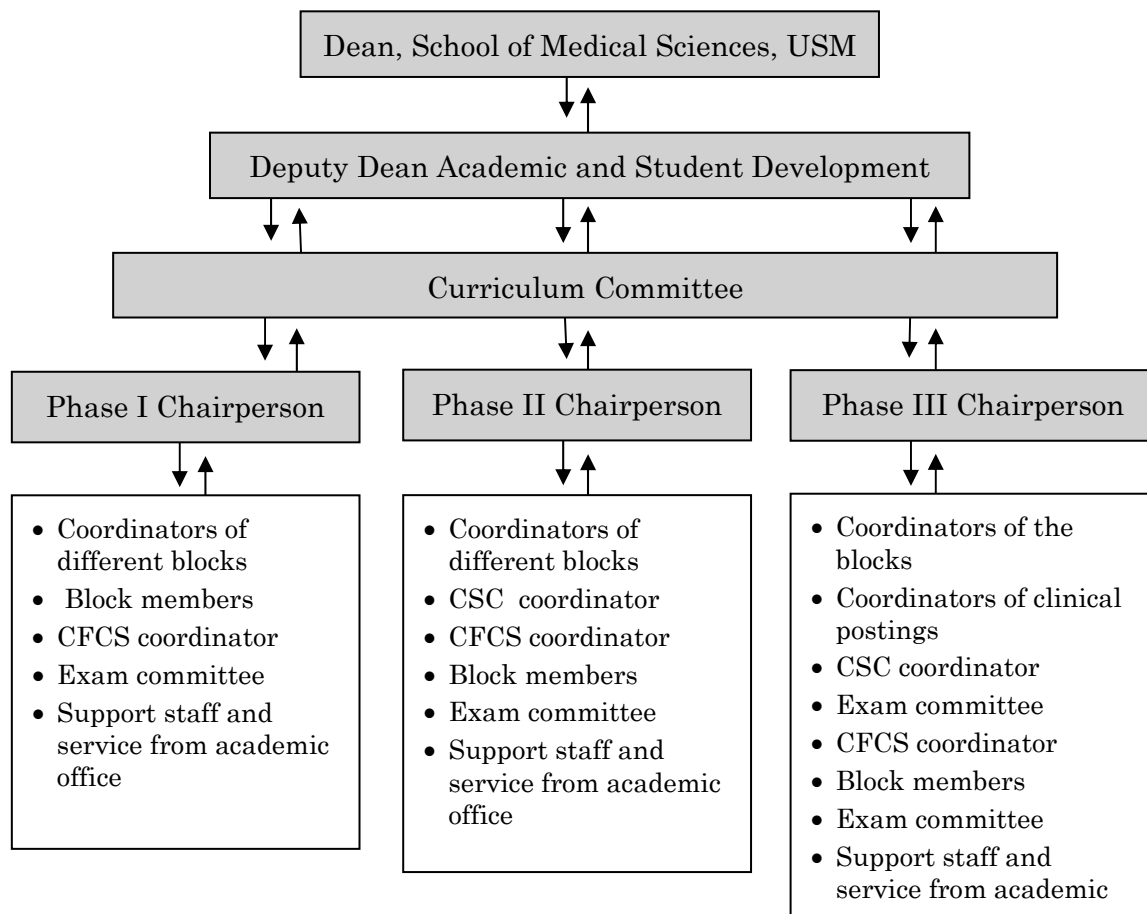 Dean, School of Medical Sciences, USM
Deputy Dean Academic and Student Development
Curriculum Committee
Phase I Chairperson
Phase II Chairperson
Phase III Chairperson
• Coordinators of
different blocks
• Block members
• CFCS coordinator
• Exam committee
• Support staff and
service from academic
office
• Coordinators of
different blocks
• CSC coordinator
• CFCS coordinator
• Block members
• Exam committee
• Support staff and
service from academic
office
• Coordinators of the
blocks
• Coordinators of clinical
postings
• CSC coordinator
• Exam committee
• CFCS coordinator
• Block members
• Exam committee
• Support staff and
service from academic